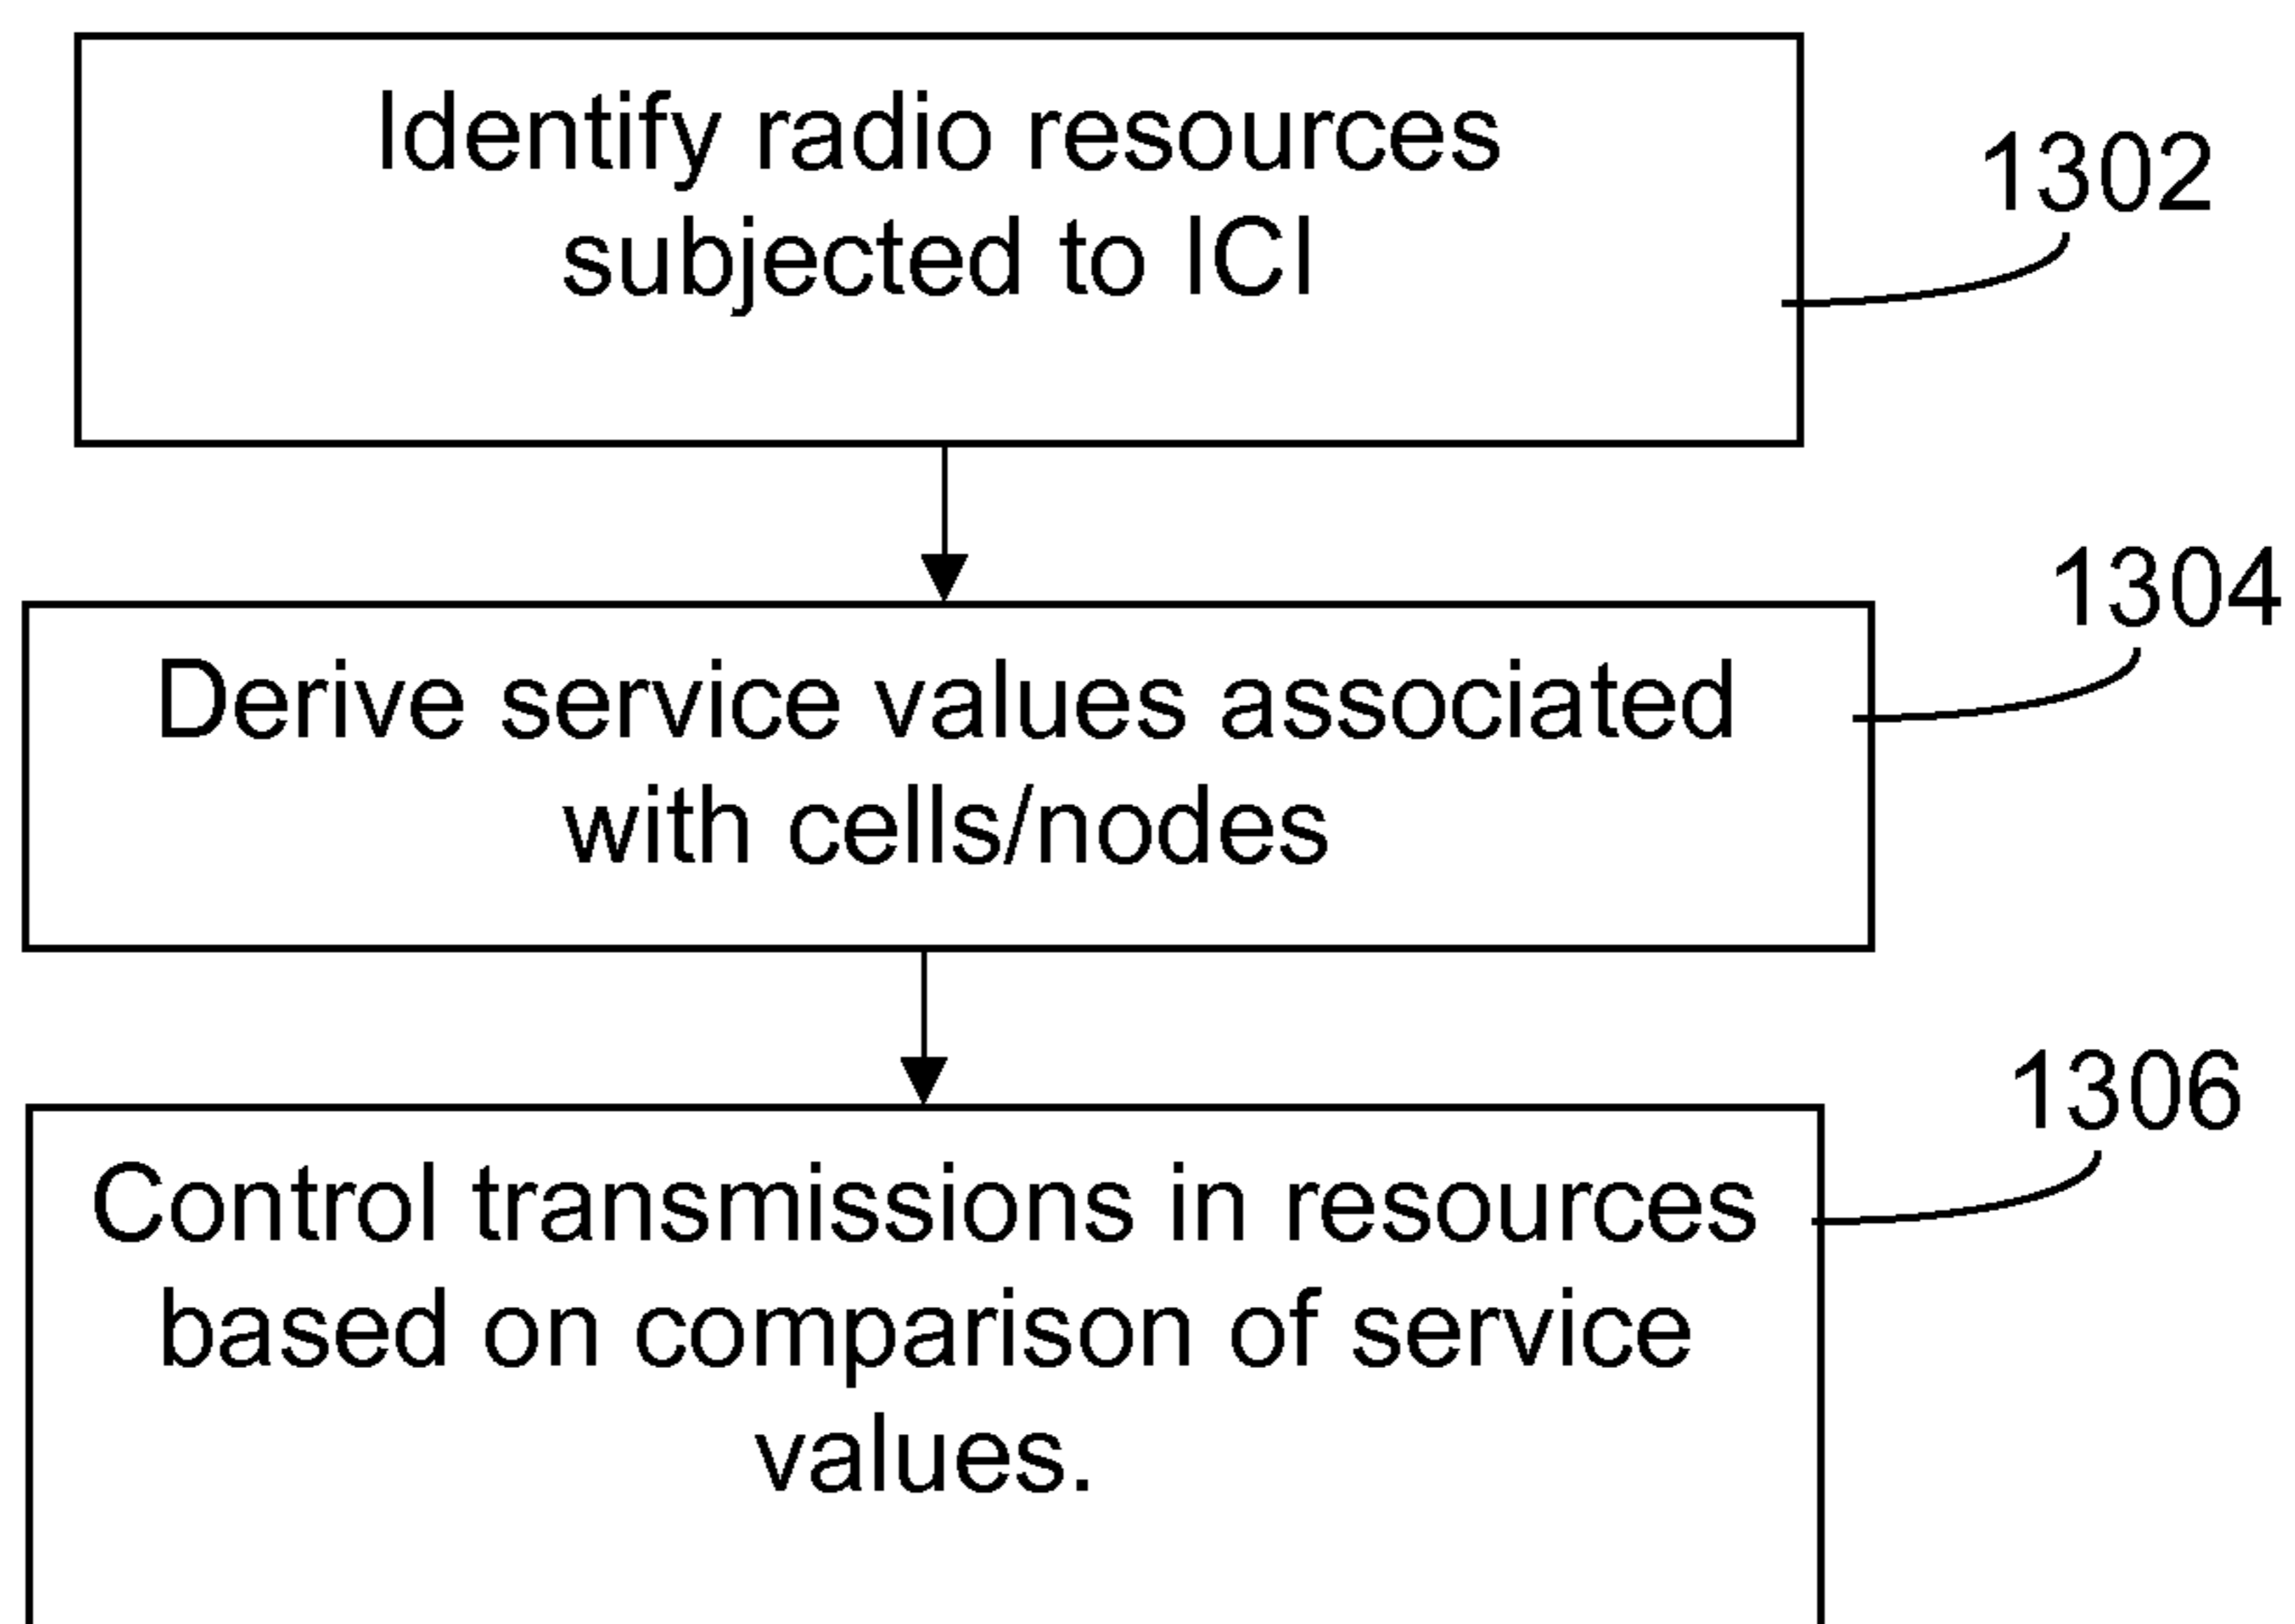 Identify radio resources
subjected to ICI
1302
Derive service values associated
with cells/nodes
1304
Control transmissions in resources
based on comparison of service
values.
1306